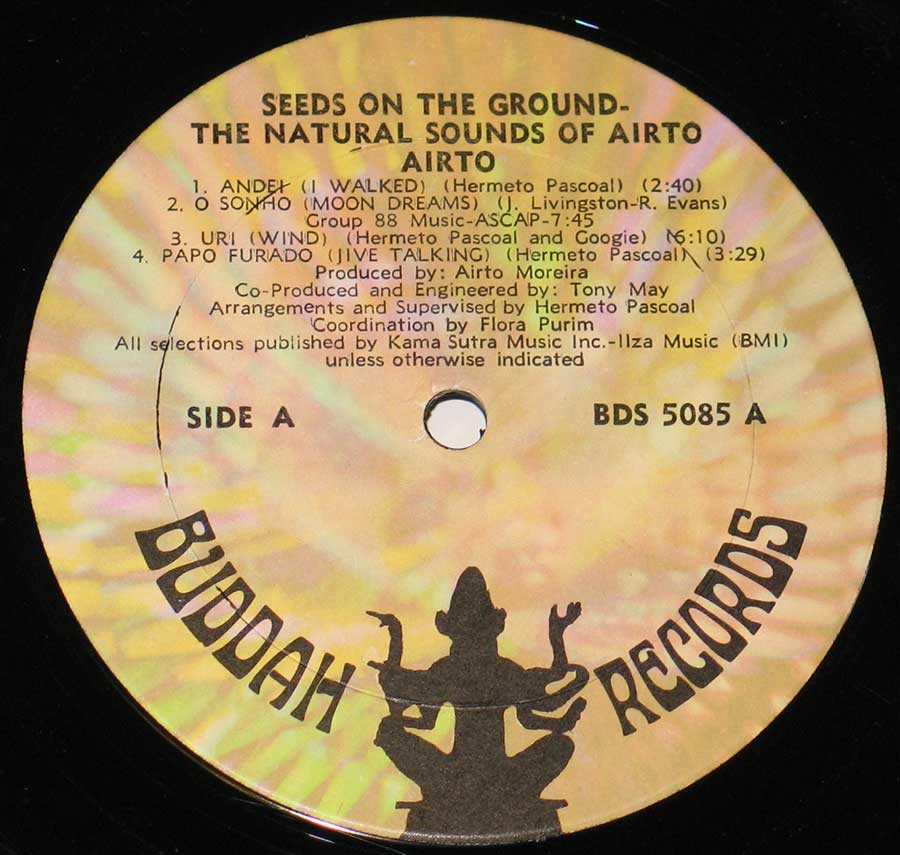 SEEDS ON THE GROUND-
THE NATURAL SOUNDS OF AIRTO
AIRTO
1. ANDEI (I WALKED) (Hermeto Pascoal) (2:40)
2. O SONHO (MOON DREAMS) (J. Livingston-R. Evans)
Group 88 Music-ASCAP-7:45
3. URI (WIND) (Hermeto Pascoal and Googie) (6:10)
4. PAPO FURADO (JIVE TALKING) (Hermeto Pascoal) (3:29)
Produced by: Airto Moreira
Co-Produced and Engineered by: Tony May
Arrangements and Supervised by Hermeto Pascoal
Coordination by Flora Purim
All selections published by Kama Sutra Music Inc.-Ilza Music (BMI)
unless otherwise indicated
SIDE A
BDS 5085 A
BUDDAH RECORDS